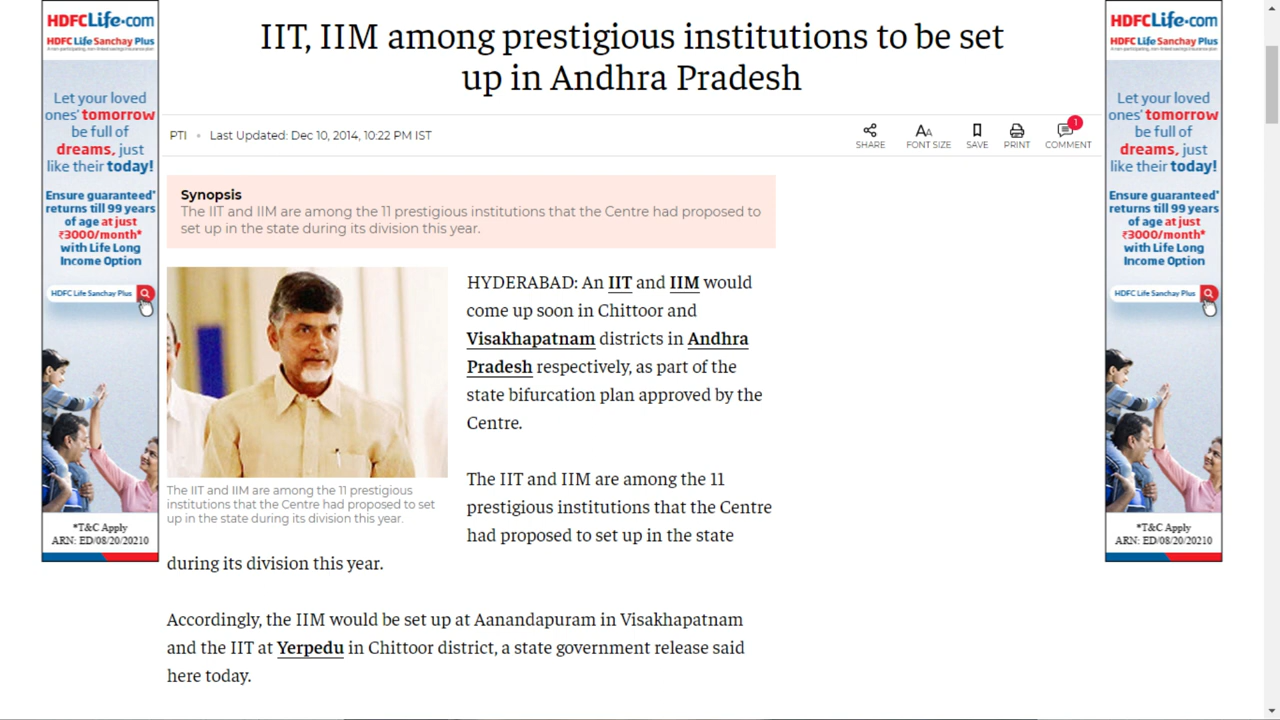 HDFCLife.com
HDFC Life Sanchay Plus
Let your loved
ones' tomorrow
be full of
dreams, just
like their today!
Ensure guaranteed*
returns till 99 years
of age at just
₹3000/month*
with Life Long
Income Option
HDFC Life Sanchay Plus
*T&C Apply
ARN: ED/08/20/20210
IIT, IIM among prestigious institutions to be set
up in Andhra Pradesh
PTI • Last Updated: Dec 10, 2014, 10:22 PM IST
SHARE
AA
FONT SIZE
SAVE
PRINT
1
COMMENT
Synopsis
The IIT and IIM are among the 11 prestigious institutions that the Centre had proposed to
set up in the state during its division this year.
The IIT and IIM are among the 11 prestigious
institutions that the Centre had proposed to set
up in the state during its division this year.
HYDERABAD: An IIT and IIM would
come up soon in Chittoor and
Visakhapatnam districts in Andhra
Pradesh respectively, as part of the
state bifurcation plan approved by the
Centre.
The IIT and IIM are among the 11
prestigious institutions that the Centre
had proposed to set up in the state
during its division this year.
Accordingly, the IIM would be set up at Aanandapuram in Visakhapatnam
and the IIT at Yerpedu in Chittoor district, a state government release said
here today.
HDFCLife.com
HDFC Life Sanchay Plus
Let your loved
ones' tomorrow
be full of
dreams, just
like their today!
Ensure guaranteed*
returns till 99 years
of age at just
₹3000/month*
with Life Long
Income Option
HDFC Life Sanchay Plus
*T&C Apply
ARN: ED/08/20/20210